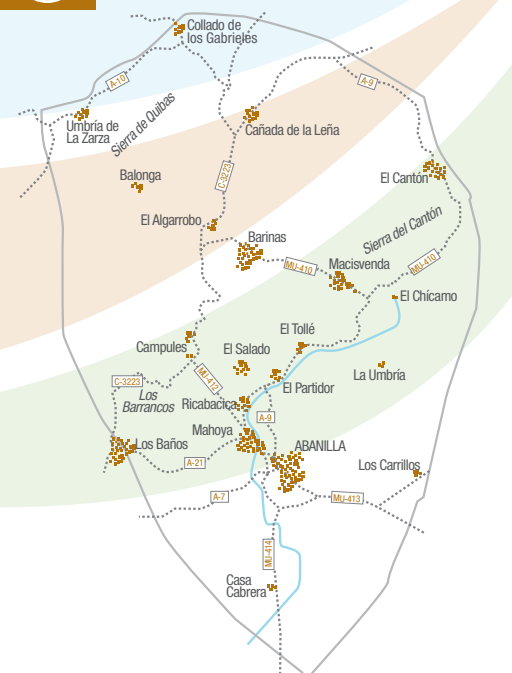 Collado de
los Gabrieles
A-10
A-9
Umbría de
La Zarza
Sierra de Quibas
Cañada de la Leña
Balonga
C-3223
El Cantón
El Algarrobo
Sierra del Cantón
Barinas
MU-410
Macisvenda
MU-410
El Chícamo
El Tollé
Campules
El Salado
La Umbría
C-3223
MU-412
El Partidor
Los
Barrancos
Ricabacica
A-9
Mahoya
Los Baños
ABANILLA
A-21
Los Carrillos
A-7
MU-413
MU-414
Casa
Cabrera